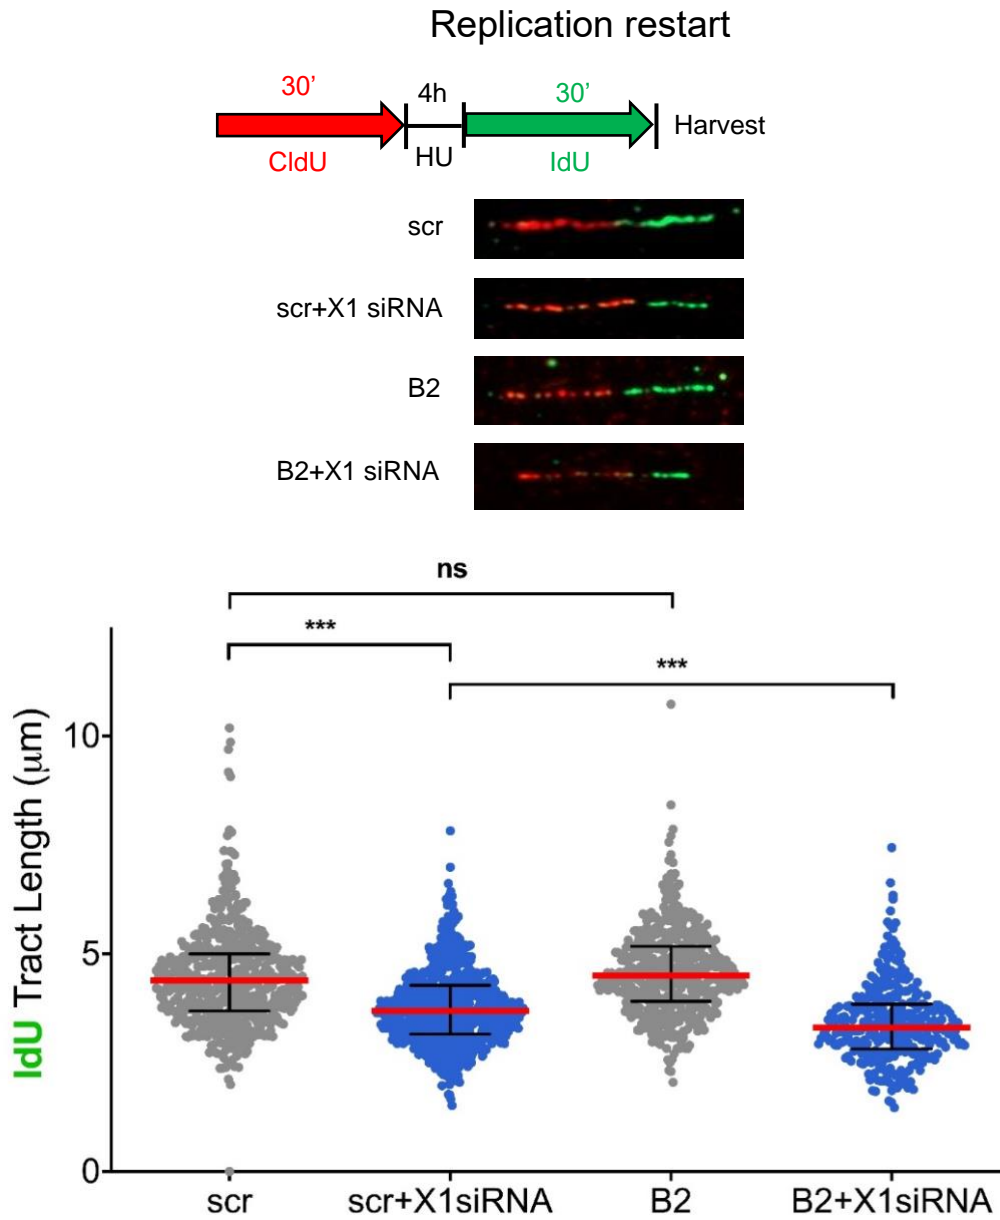 Replication restart
30’ 4h 30’
Harvest
CldU HU IdU
scr
scr+X1 siRNA
B2
B2+X1 siRNA
ns
***
***
IdU Tract Length (μm)
10
5
0
scr scr+X1siRNA B2 B2+X1siRNA